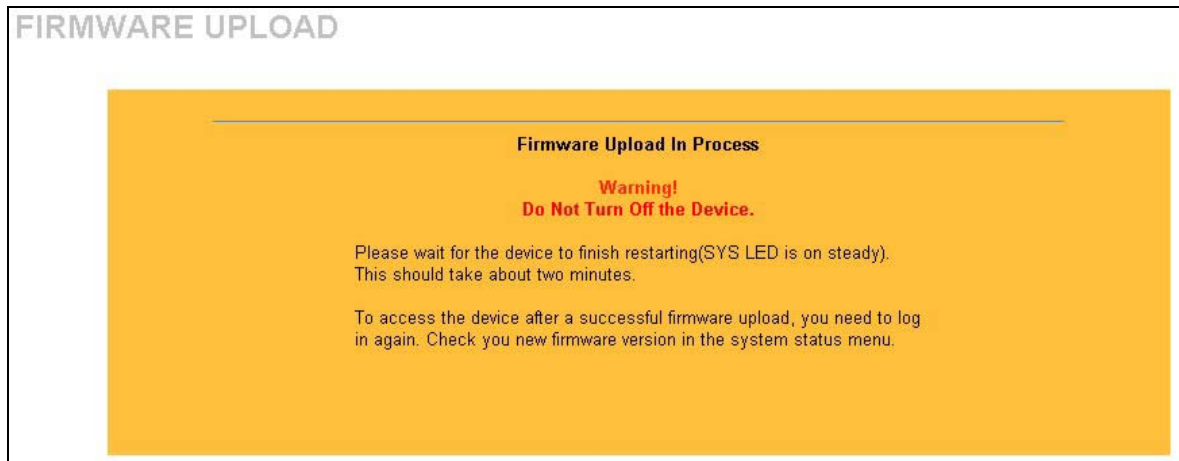 FIRMWARE UPLOAD
Firmware Upload In Process
Warning!
Do Not Turn Off the Device.
Please wait for the device to finish restarting(SYS LED is on steady).
This should take about two minutes.
To access the device after a successful firmware upload, you need to log
in again. Check you new firmware version in the system status menu.